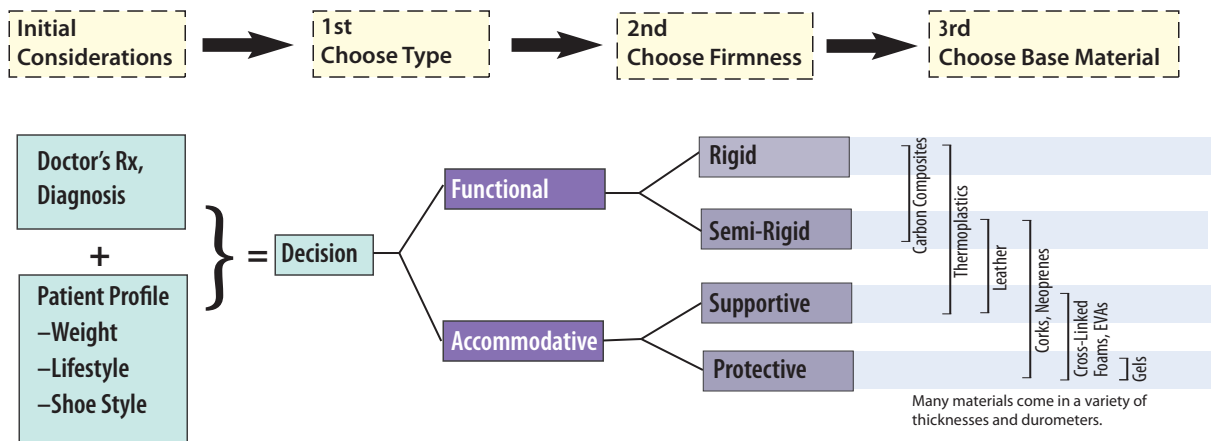 Initial
Considerations
1st
Choose Type
2nd
Choose Firmness
3rd
Choose Base Material
Doctor's Rx,
Diagnosis
+
Patient Profile
–Weight
–Lifestyle
–Shoe Style
} = Decision
Functional
Accommodative
Rigid
Semi-Rigid
Supportive
Protective
Carbon Composites
Thermoplastics
Leather
Corks, Neoprenes
Cross-Linked
Foams, EVAs
Gels
Many materials come in a variety of
thicknesses and durometers.